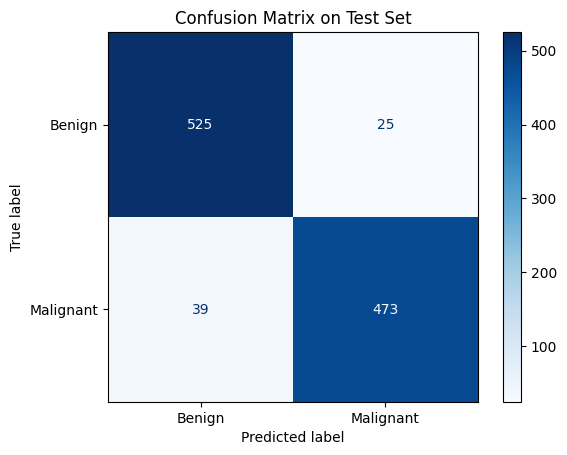 Confusion Matrix on Test Set
500
Benign
525
25
400
True label
300
200
Malignant
39
473
100
Benign
Malignant
Predicted label